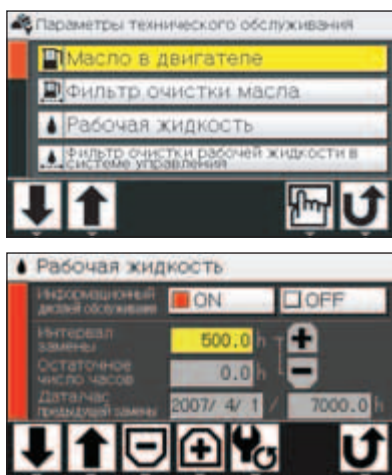 Параметры технического обслуживания
Масло в двигателе
Фильтр очистки масла
Рабочая жидкость
Фильтр очистки рабочей жидкости в
системе управления
Рабочая жидкость
Информационный
дисплей обслуживания
ON
OFF
Интервал
замены
500.0 h
Остаточное
число часов
0.0 h
Дата/час
предыдущей замены
2007/ 4/ 1 / 7000.0 h